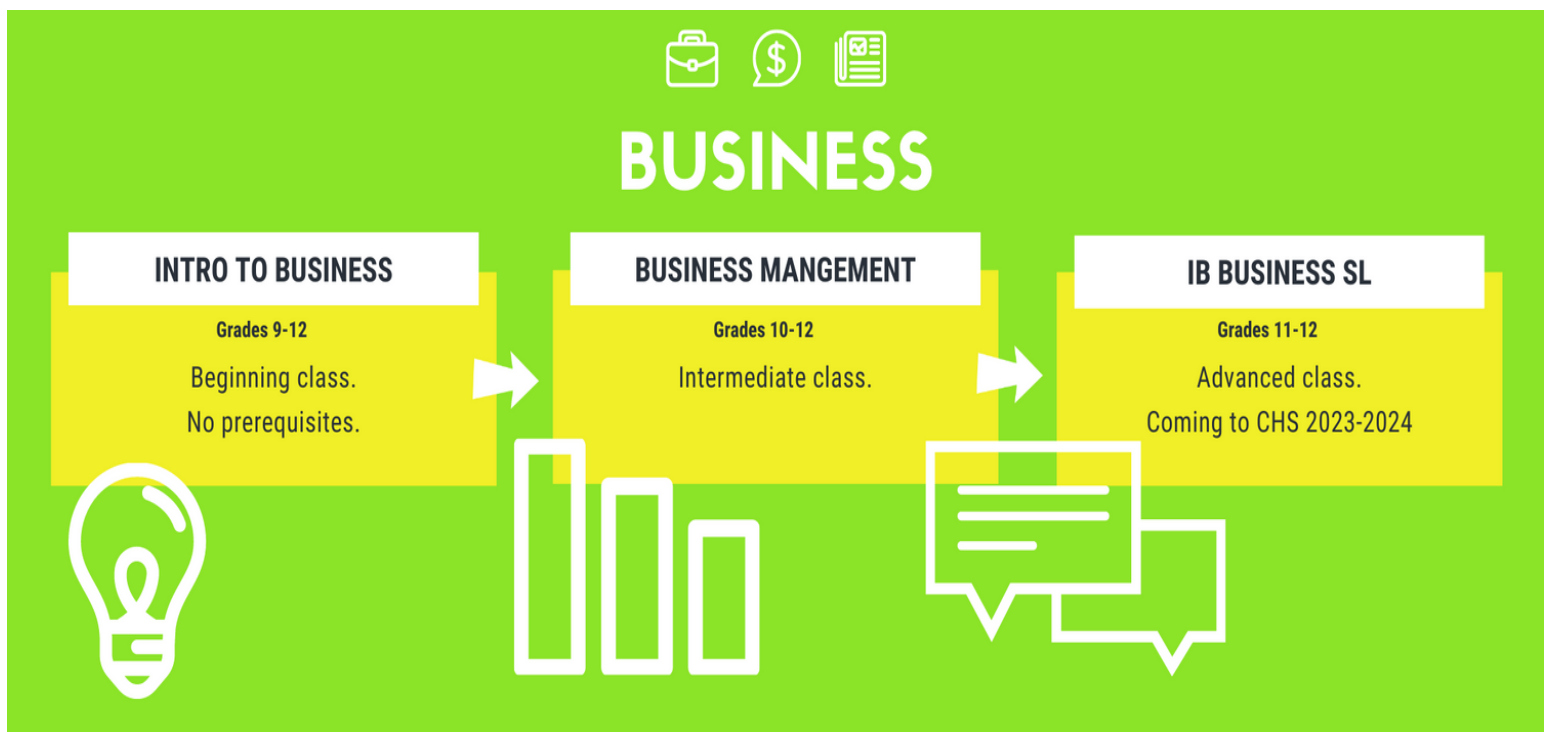 BUSINESS
INTRO TO BUSINESS
Grades 9-12
Beginning class.
No prerequisites.
BUSINESS MANGEMENT
Grades 10-12
Intermediate class.
IB BUSINESS SL
Grades 11-12
Advanced class.
Coming to CHS 2023-2024